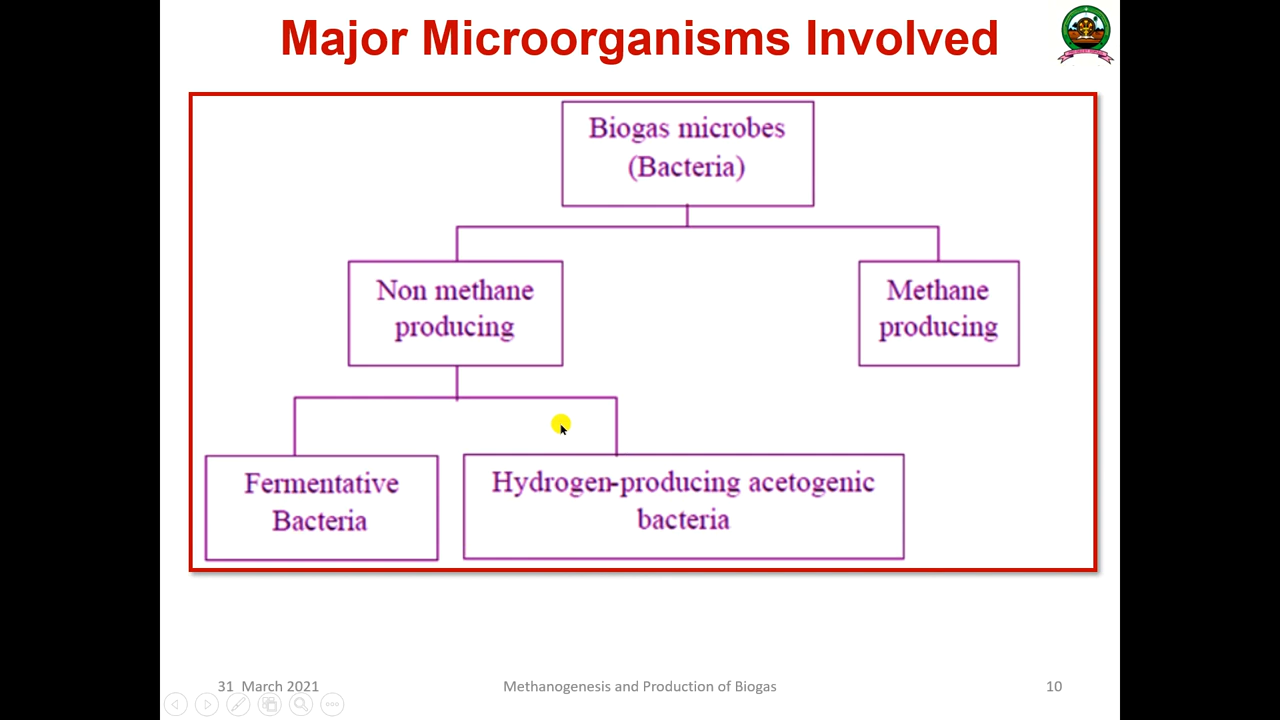 Major Microorganisms Involved
Biogas microbes
(Bacteria)
Non methane
producing
Methane
producing
Fermentative
Bacteria
Hydrogen-producing acetogenic
bacteria
31 March 2021
Methanogenesis and Production of Biogas
10